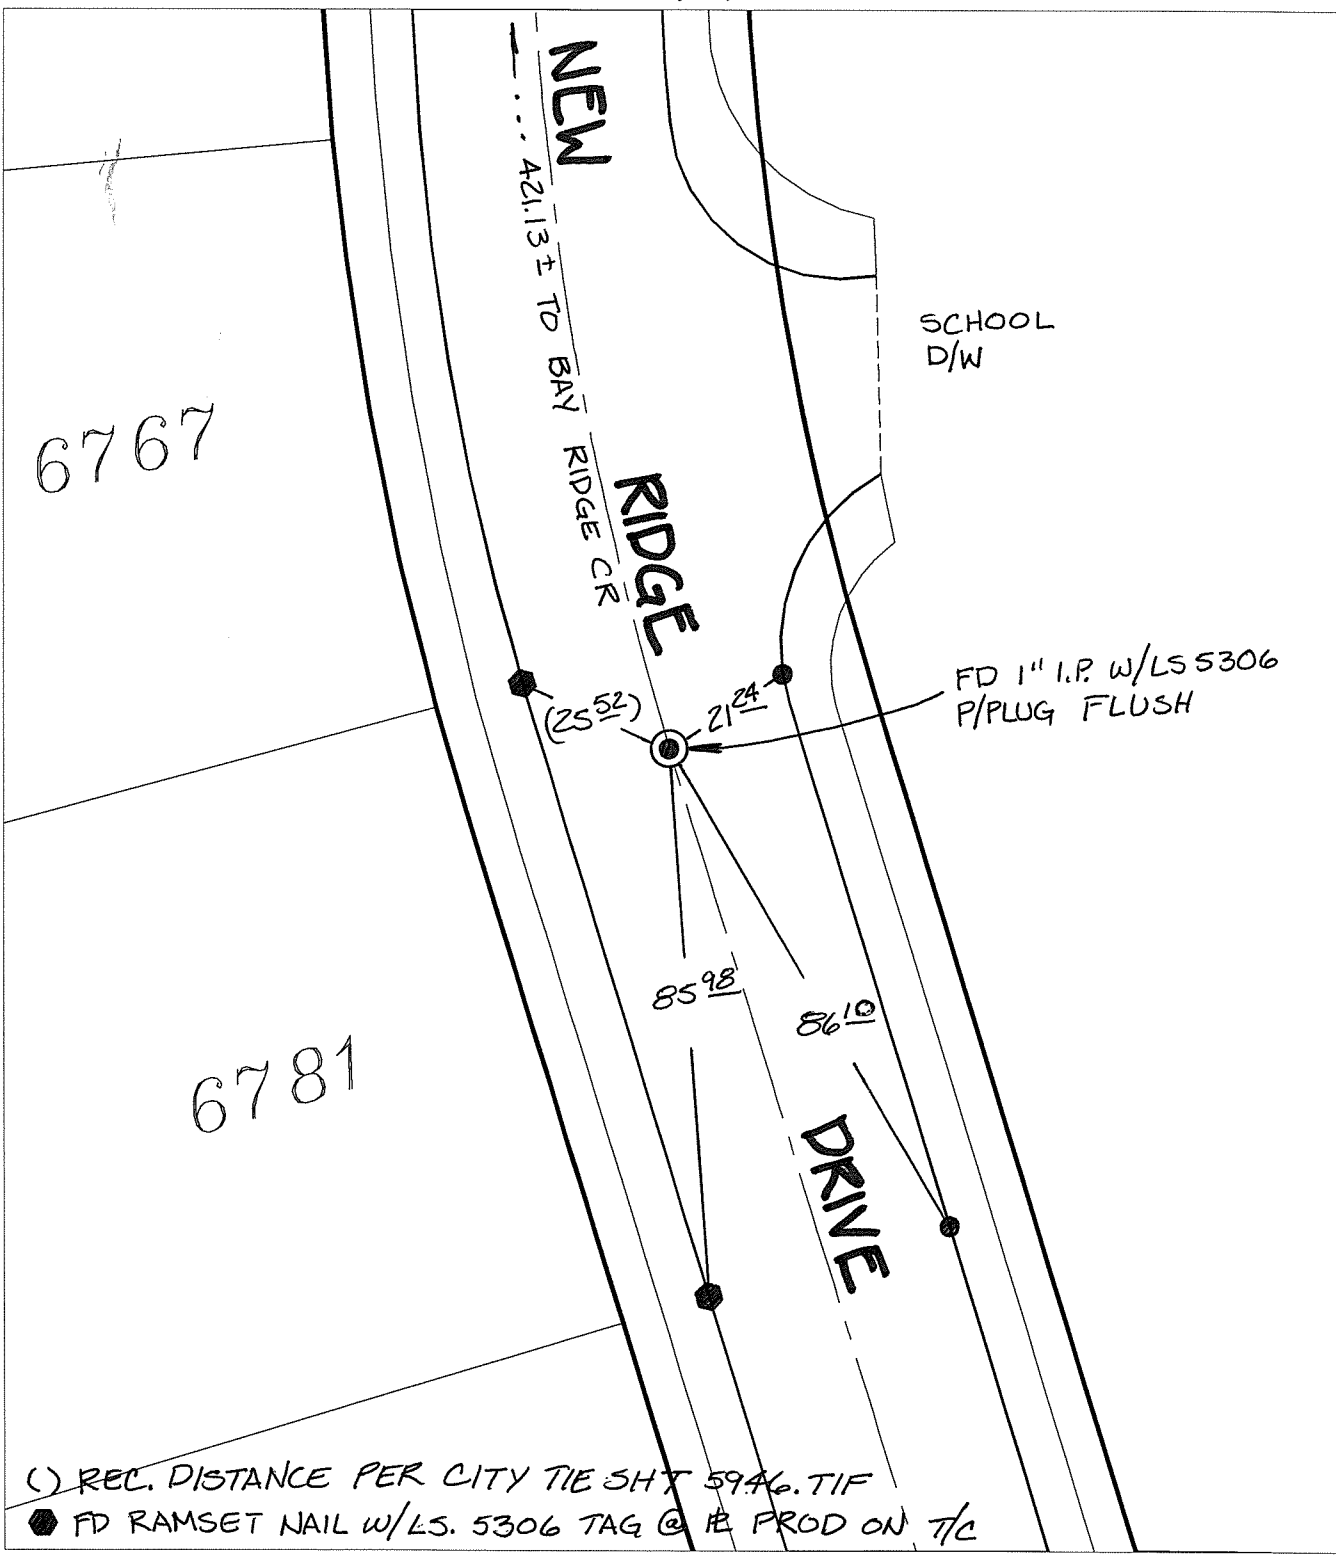 NEW
421.13 ± TO BAY RIDGE CR
SCHOOL
D/W
6767
RIDGE
FD 1" I.P. W/LS 5306
P/PLUG FLUSH
(25 52)
21 24
85 98
86 10
6781
DRIVE
() REC. DISTANCE PER CITY TIE SHT 5946.TIF
FD RAMSET NAIL W/LS. 5306 TAG @ PL PROD ON T/C